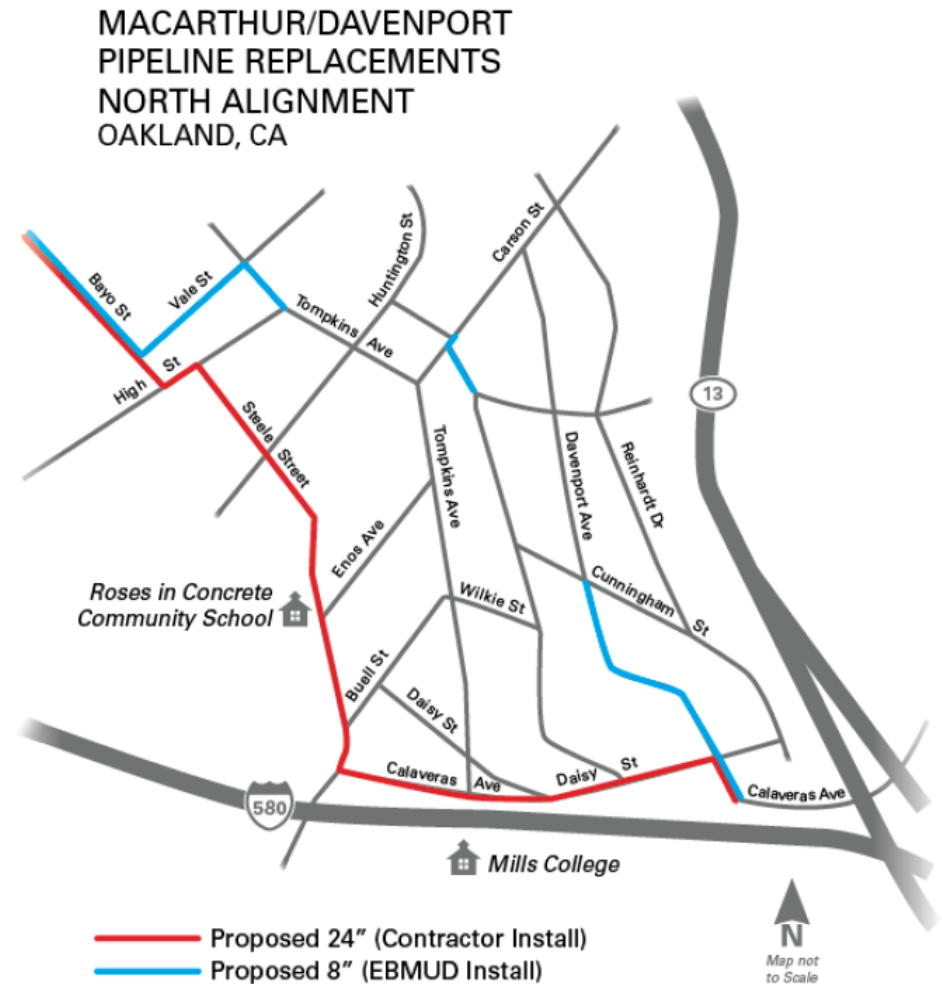 MACARTHUR/DAVENPORT
PIPELINE REPLACEMENTS
NORTH ALIGNMENT
OAKLAND, CA
Bayo St
Vale St
Huntington St
Carson St
Tompkins
Ave
High
St
13
Steele
Street
Tompkins Ave
Davenport Ave
Reinhardt Dr
Enos Ave
Roses in Concrete
Community School
Wilkie St
Cunningham
St
Buell St
Daisy St
Calaveras
Ave
Daisy
St
Calaveras Ave
580
Mills College
Proposed 24” (Contractor Install)
Proposed 8” (EBMUD Install)
N
Map not
to Scale